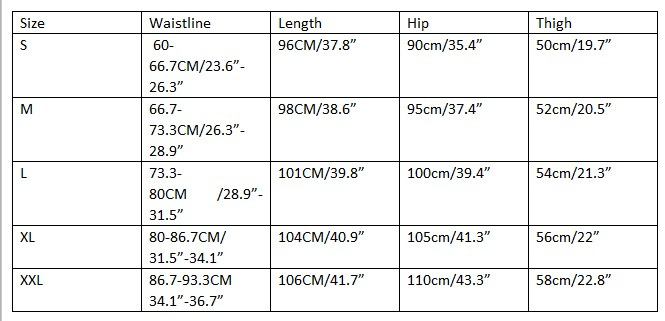 Size Waistline Length Hip Thigh
S 60- 96CM/37.8” 90cm/35.4” 50cm/19.7”
66.7CM/23.6”-
26.3”
M 66.7- 98CM/38.6” 95cm/37.4” 52cm/20.5”
73.3CM/26.3”-
28.9”
L 73.3- 101CM/39.8” 100cm/39.4” 54cm/21.3”
80CM /28.9”-
31.5”
XL 80-86.7CM/ 104CM/40.9” 105cm/41.3” 56cm/22”
31.5”-34.1”
XXL 86.7-93.3CM 106CM/41.7” 110cm/43.3” 58cm/22.8”
34.1”-36.7”